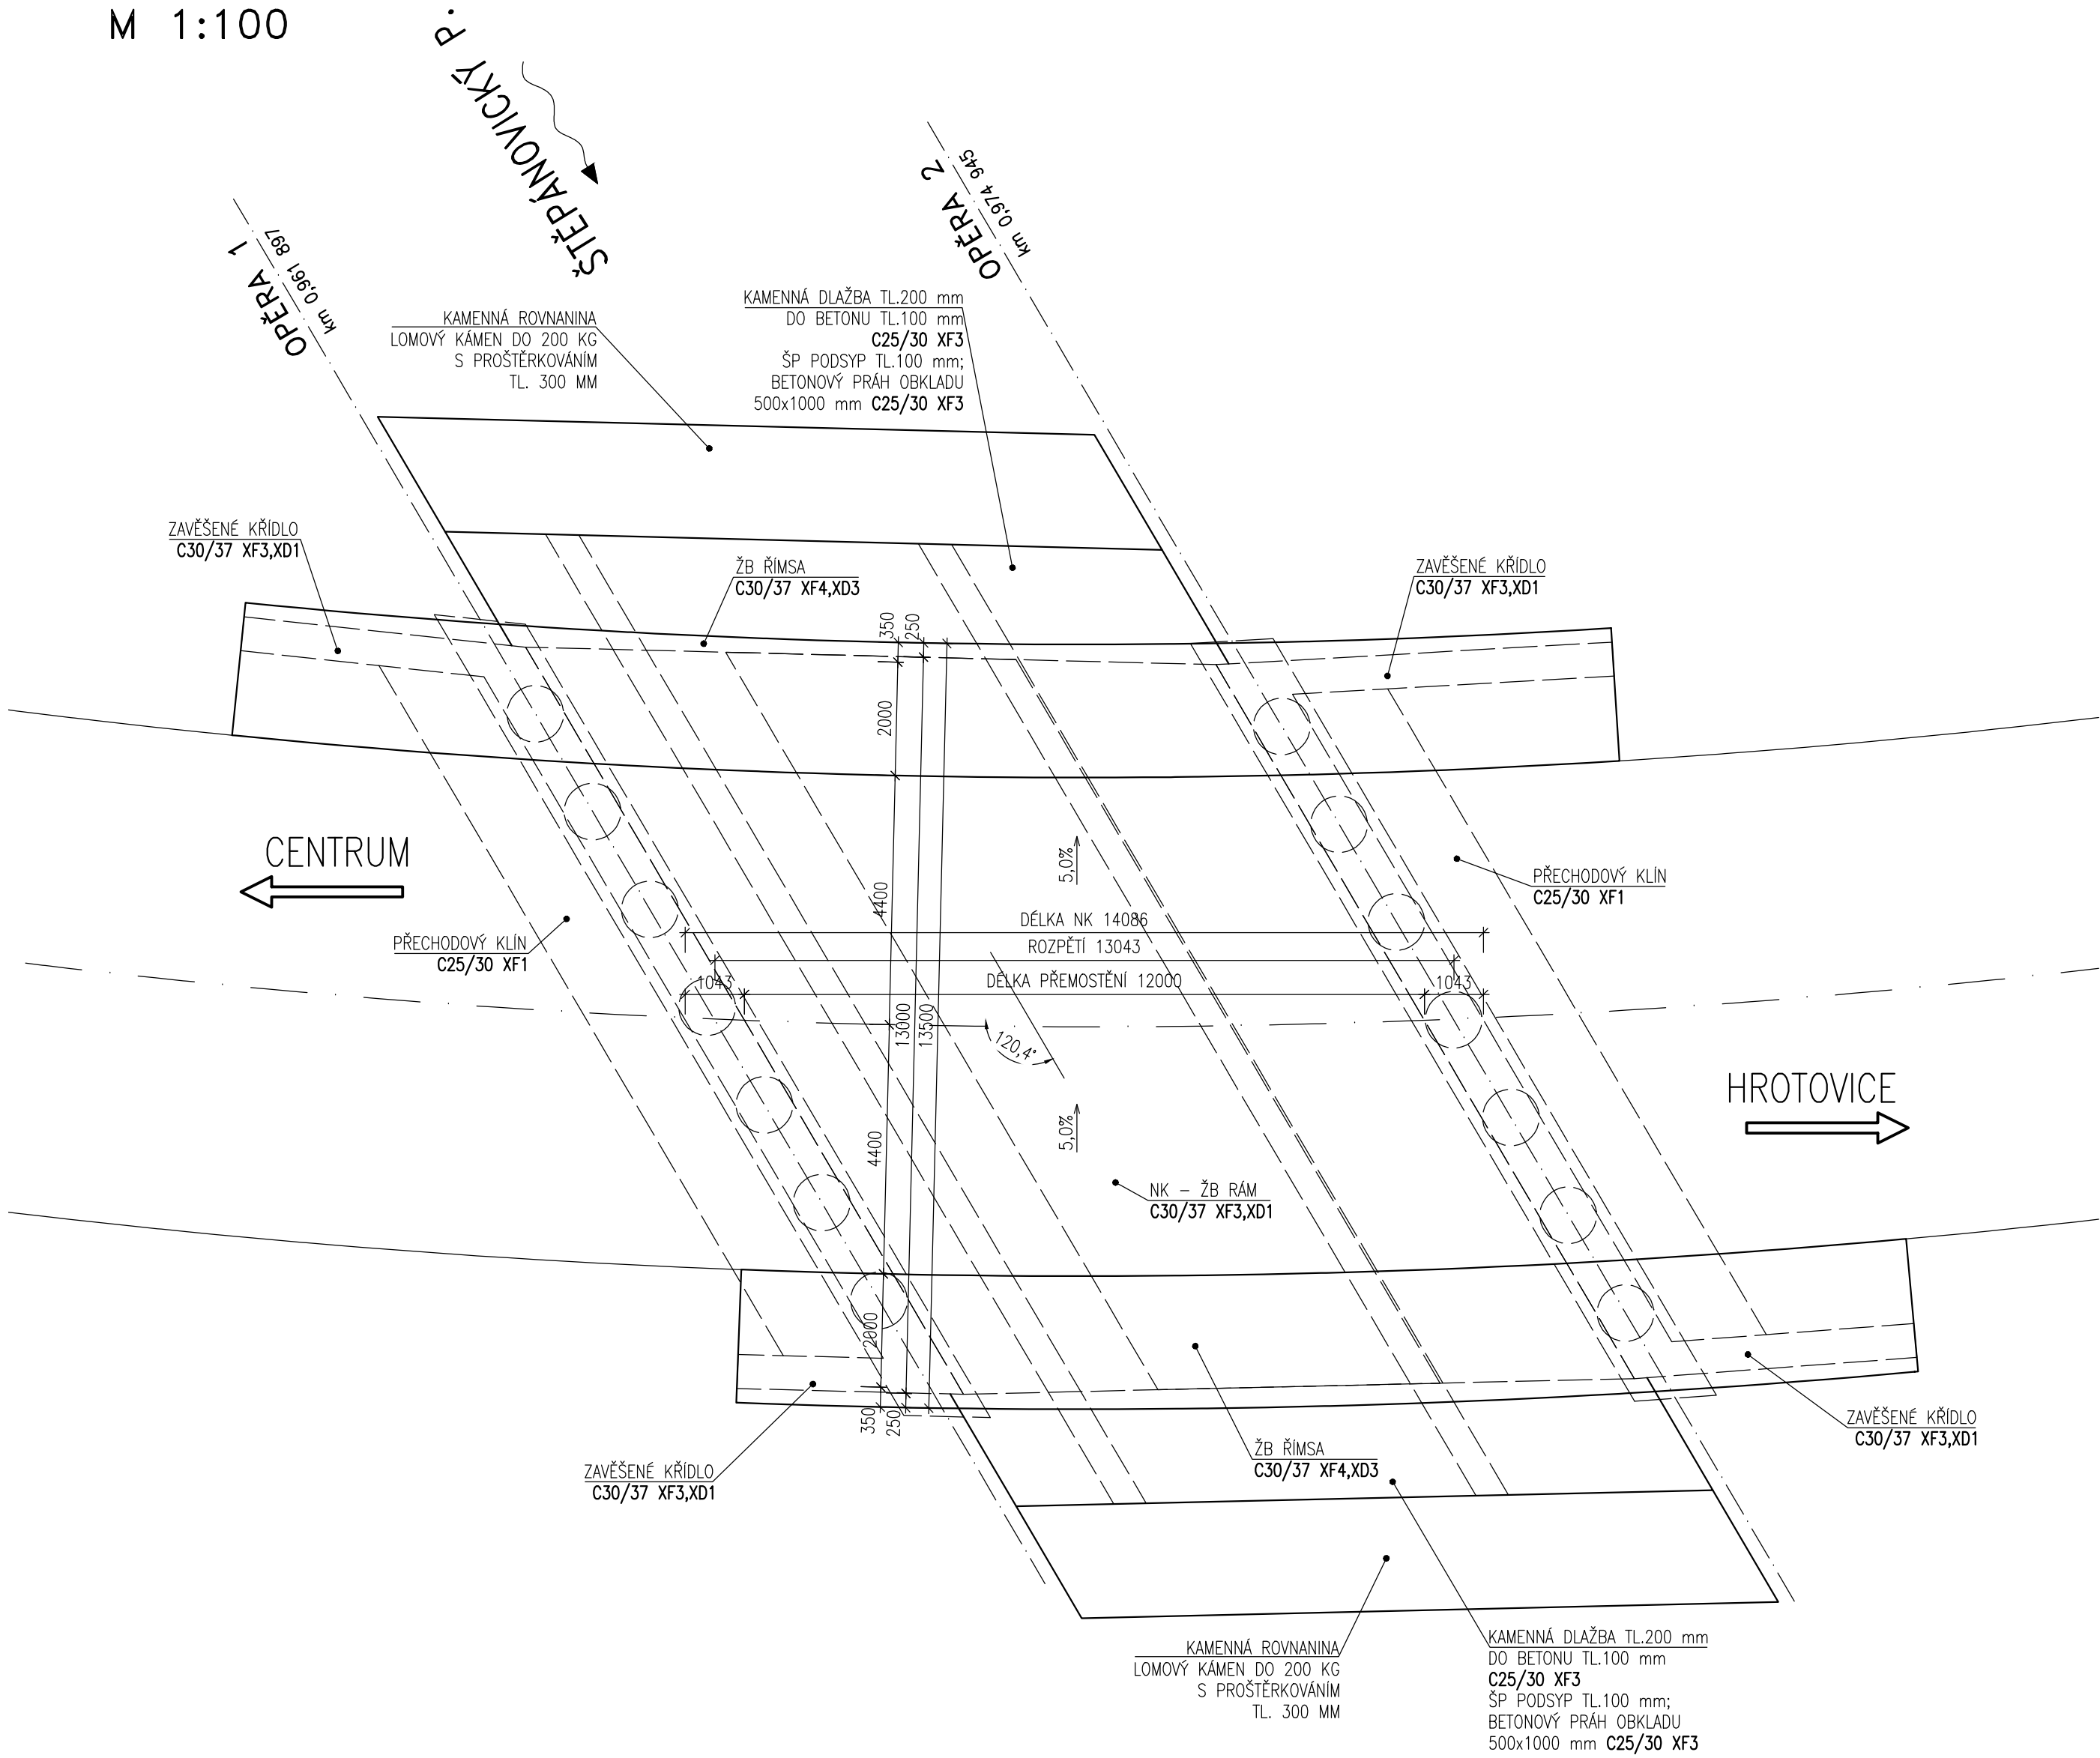 M 1:100
ŠTĚPÁNOVICKÝ P.
OPĚRA 1
km 0,961 897
OPĚRA 2
km 0,974 945
KAMENNÁ ROVNANINA
LOMOVÝ KÁMEN DO 200 KG
S PROŠTĚRKOVÁNÍM
TL. 300 MM
KAMENNÁ DLAŽBA TL.200 mm
DO BETONU TL.100 mm
C25/30 XF3
ŠP PODSYP TL.100 mm;
BETONOVÝ PRÁH OBKLADU
500x1000 mm C25/30 XF3
ZAVĚŠENÉ KŘÍDLO
C30/37 XF3,XD1
ŽB ŘÍMSA
C30/37 XF4,XD3
ZAVĚŠENÉ KŘÍDLO
C30/37 XF3,XD1
350
250
2000
4400
5,0%
CENTRUM
PŘECHODOVÝ KLÍN
C25/30 XF1
PŘECHODOVÝ KLÍN
C25/30 XF1
DÉLKA NK 14086
ROZPĚTÍ 13043
DÉLKA PŘEMOSTĚNÍ 12000
1043
1043
13000
13500
120,4°
4400
5,0%
HROTOVICE
NK – ŽB RÁM
C30/37 XF3,XD1
2000
350
250
ZAVĚŠENÉ KŘÍDLO
C30/37 XF3,XD1
ŽB ŘÍMSA
C30/37 XF4,XD3
ZAVĚŠENÉ KŘÍDLO
C30/37 XF3,XD1
KAMENNÁ ROVNANINA
LOMOVÝ KÁMEN DO 200 KG
S PROŠTĚRKOVÁNÍM
TL. 300 MM
KAMENNÁ DLAŽBA TL.200 mm
DO BETONU TL.100 mm
C25/30 XF3
ŠP PODSYP TL.100 mm;
BETONOVÝ PRÁH OBKLADU
500x1000 mm C25/30 XF3